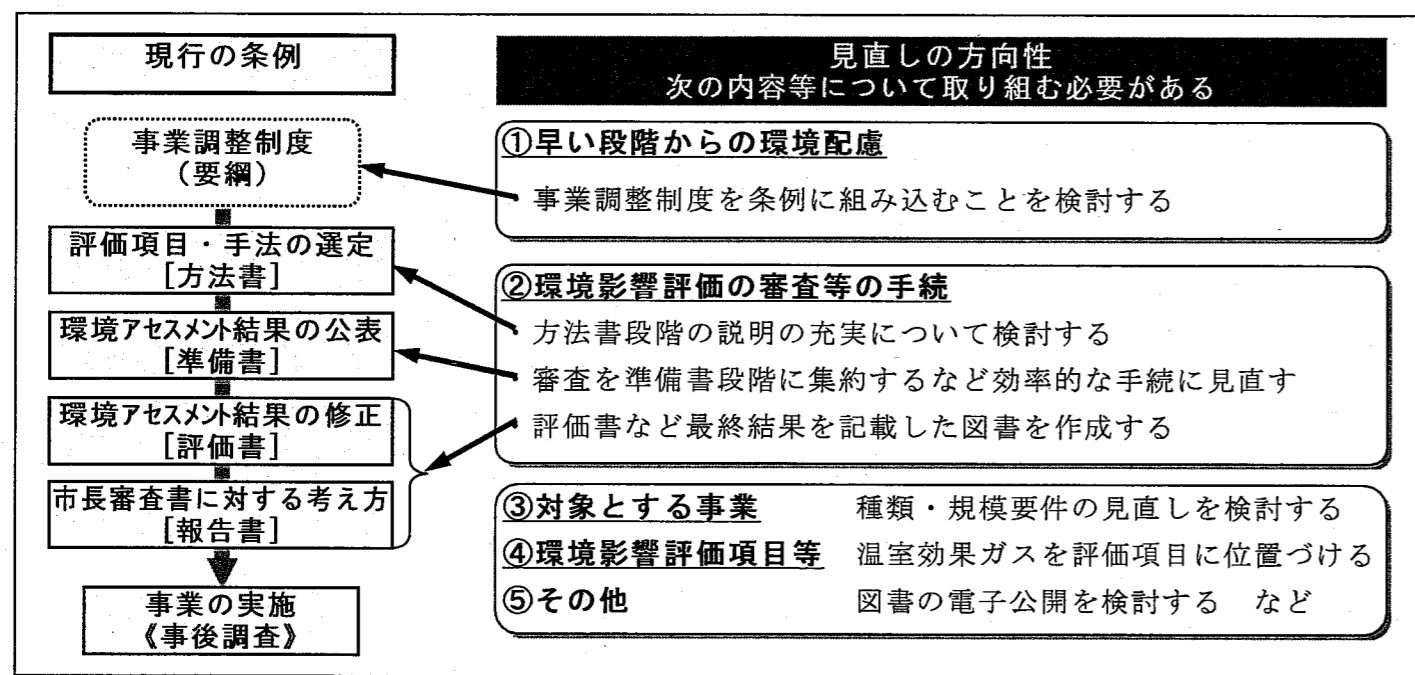 現行の条例
事業調整制度
(要綱)
評価項目・手法の選定
[方法書]
環境アセスメント結果の公表
[準備書]
環境アセスメント結果の修正
[評価書]
市長審査書に対する考え方
[報告書]
事業の実施
《事後調査》
見直しの方向性
次の内容等について取り組む必要がある
①早い段階からの環境配慮
事業調整制度を条例に組み込むことを検討する
②環境影響評価の審査等の手続
方法書段階の説明の充実について検討する
審査を準備書段階に集約するなど効率的な手続に見直す
評価書など最終結果を記載した図書を作成する
③対象とする事業 種類・規模要件の見直しを検討する
④環境影響評価項目等 温室効果ガスを評価項目に位置づける
⑤その他 図書の電子公開を検討する など